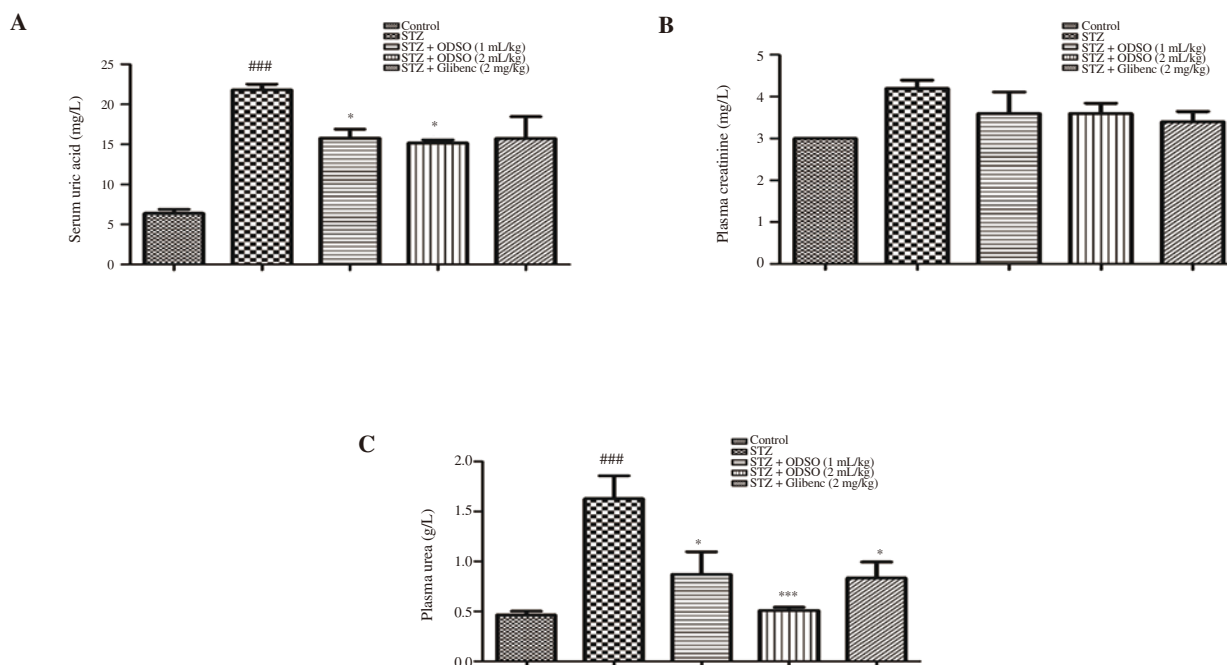 A
Control
STZ
STZ + ODSO (1 mL/kg)
STZ + ODSO (2 mL/kg)
STZ + Glibenc (2 mg/kg)
Serum uric acid (mg/L)
25
20
15
10
5
0
###
*
*
B
Control
STZ
STZ + ODSO (1 mL/kg)
STZ + ODSO (2 mL/kg)
STZ + Glibenc (2 mg/kg)
Plasma creatinine (mg/L)
5
4
3
2
1
0
C
Control
STZ
STZ + ODSO (1 mL/kg)
STZ + ODSO (2 mL/kg)
STZ + Glibenc (2 mg/kg)
Plasma urea (g/L)
2.0
1.5
1.0
0.5
0.0
###
*
***
*